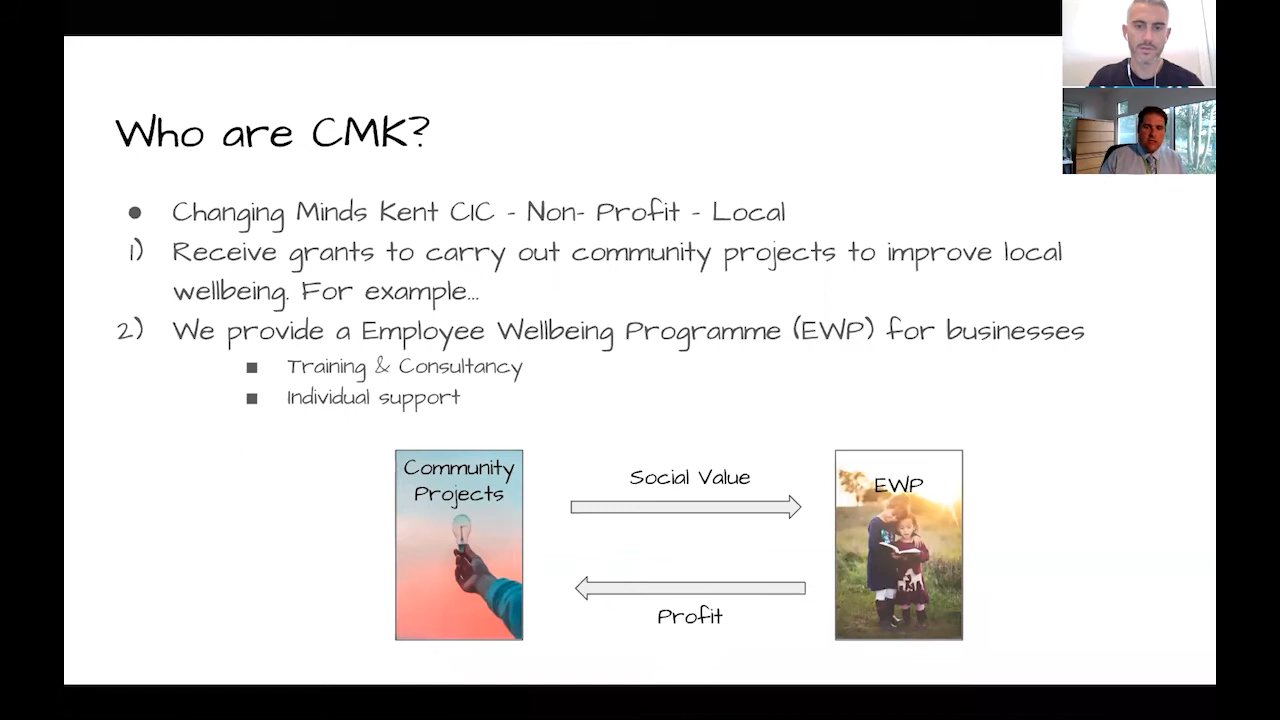 Who are CMK?
● Changing Minds Kent CIC - Non- Profit - Local
1) Receive grants to carry out community projects to improve local
wellbeing. For example...
2) We provide a Employee Wellbeing Programme (EWP) for businesses
■ Training & Consultancy
■ Individual support
Community
Projects
Social Value
EWP
Profit